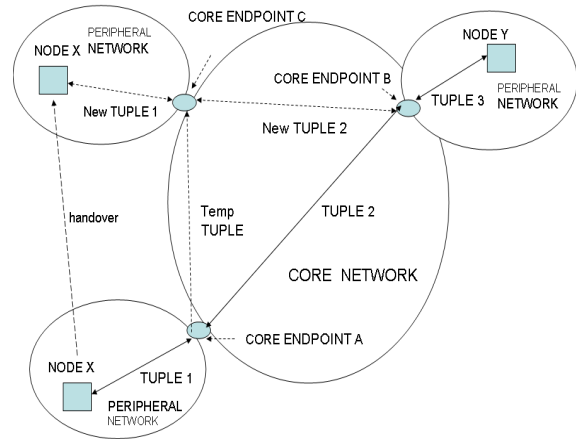 CORE ENDPOINT C
NODE X
PERIPHERAL
NETWORK
NODE Y
CORE ENDPOINT B
PERIPHERAL
NETWORK
TUPLE 3
New TUPLE 1
New TUPLE 2
handover
Temp
TUPLE
TUPLE 2
CORE NETWORK
CORE ENDPOINT A
NODE X
TUPLE 1
PERIPHERAL
NETWORK